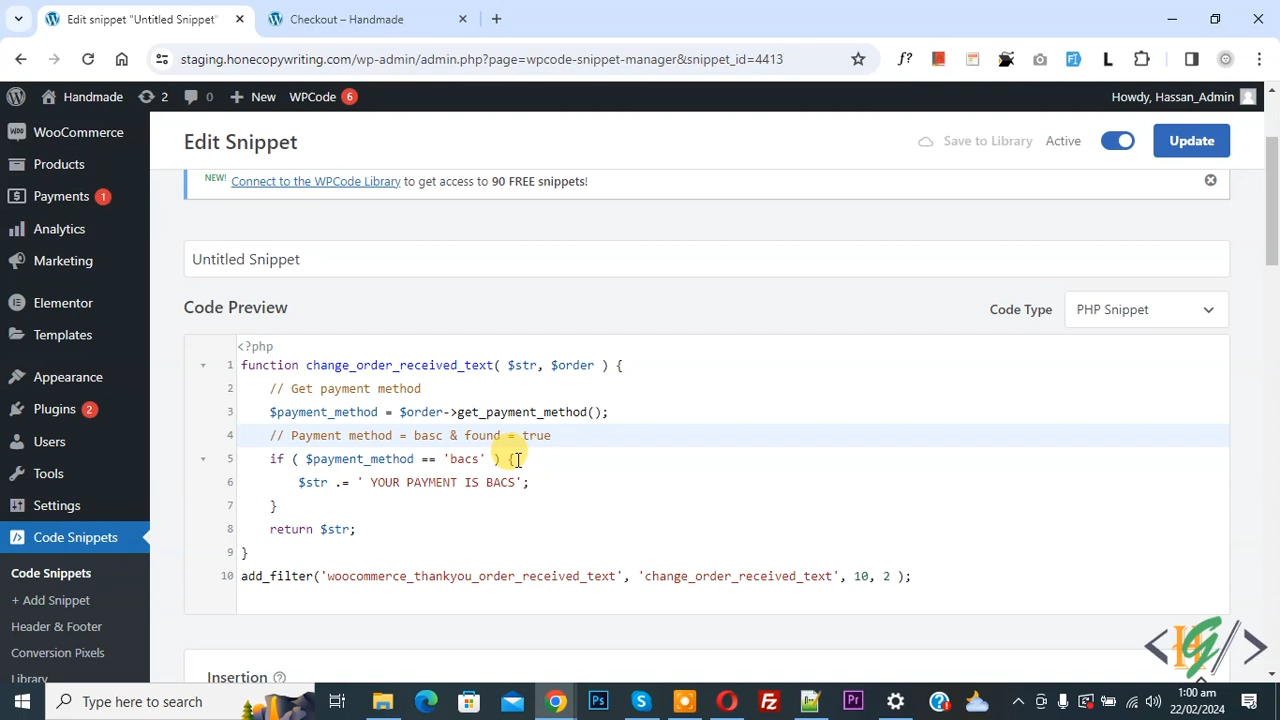 Edit snippet "Untitled Snippet"
Checkout – Handmade
staging.homecopywriting.com/wp-admin/admin.php?page=wpcode-snippet-manager&snippet_id=4413
f?
L
Handmade
2
0
New
WPCode 6
Howdy, Hassan_Admin
WooCommerce
Products
Payments 1
Analytics
Marketing
Elementor
Templates
Appearance
Plugins 2
Users
Tools
Settings
Code Snippets
Code Snippets
+ Add Snippet
Header & Footer
Conversion Pixels
Library
Edit Snippet
Save to Library
Active
Update
NEW! Connect to the WPCode Library to get access to 90 FREE snippets!
Untitled Snippet
Code Preview
Code Type
PHP Snippet
<?php
1 function change_order_received_text( $str, $order ) {
2 // Get payment method
3 $payment_method = $order->get_payment_method();
4 // Payment method = basc & found = true
5 if ( $payment_method == 'bacs' ) {
6 $str .= ' YOUR PAYMENT IS BACS';
7 }
8 return $str;
9 }
10 add_filter('woocommerce_thankyou_order_received_text', 'change_order_received_text', 10, 2 );
Insertion
Type here to search
1:00 am
22/02/2024